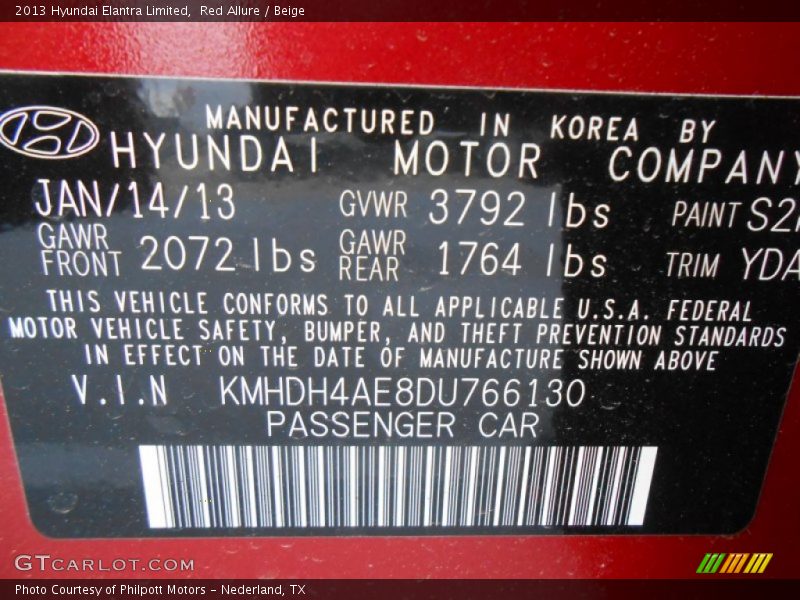 2013 Hyundai Elantra Limited, Red Allure / Beige
MANUFACTURED IN KOREA BY
HYUNDAI MOTOR COMPANY
JAN/14/13 GVWR 3792 lbs PAINT
GAWR FRONT 2072 lbs GAWR REAR 1764 lbs TRIM YDA
THIS VEHICLE CONFORMS TO ALL APPLICABLE U.S.A. FEDERAL
MOTOR VEHICLE SAFETY, BUMPER, AND THEFT PREVENTION STANDARDS
IN EFFECT ON THE DATE OF MANUFACTURE SHOWN ABOVE
V.I.N KMHDH4AE8DU766130
PASSENGER CAR
GTCARLOT.COM
Photo Courtesy of Philpott Motors - Nederland, TX